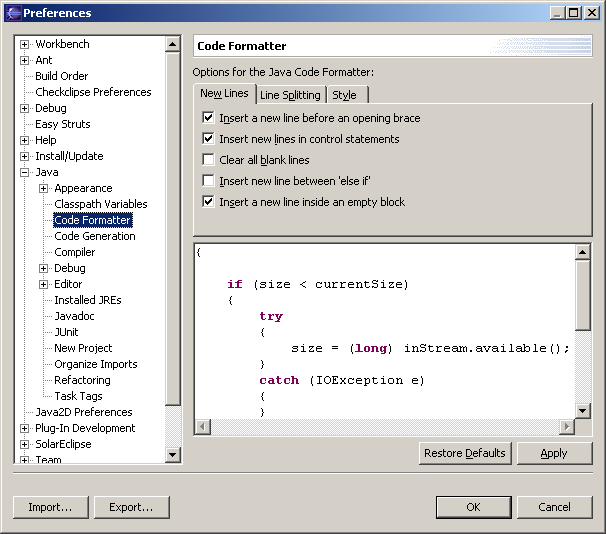 Preferences
Workbench
Ant
Build Order
Checkclipse Preferences
Debug
Easy Struts
Help
Install/Update
Java
Appearance
Classpath Variables
Code Formatter
Code Generation
Compiler
Debug
Editor
Installed JREs
Javadoc
JUnit
New Project
Organize Imports
Refactoring
Task Tags
Java2D Preferences
Plug-In Development
SolarEclipse
Team
Code Formatter
Options for the Java Code Formatter:
New Lines Line Splitting Style
Insert a new line before an opening brace
Insert new lines in control statements
Clear all blank lines
Insert new line between 'else if'
Insert a new line inside an empty block
{
if (size < currentSize)
{
try
{
size = (long) inStream.available();
}
catch (IOException e)
{
}
Restore Defaults Apply
Import... Export... OK Cancel